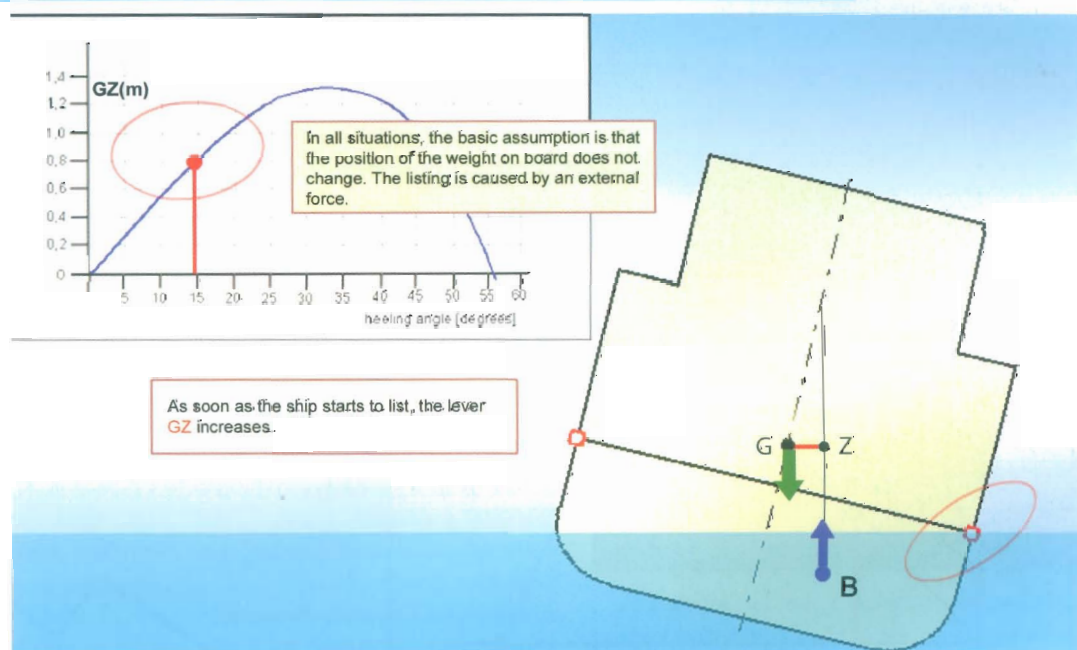 1,4
GZ(m)
1,2
1,0
0,8
0,6
0,4
0,2
0
5 10 15 20 25 30 35 40 45 50 55 60
heeling angle [degrees]
In all situations, the basic assumption is that
the position of the weight on board does not
change. The listing is caused by an external
force.
As soon as the ship starts to list, the lever
GZ increases.
G Z
B